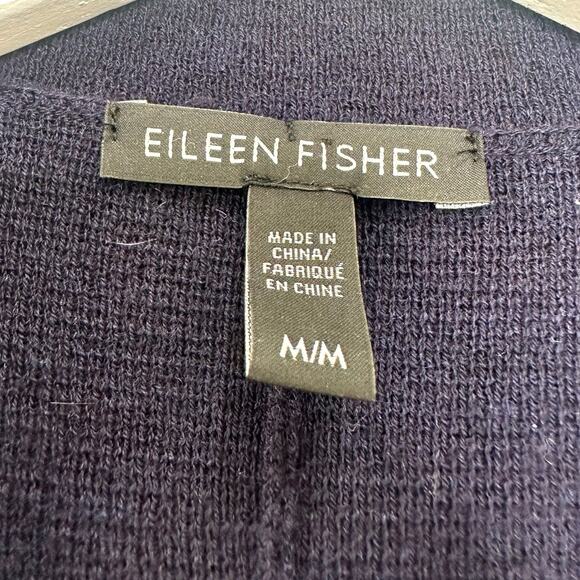 EILEEN FISHER
MADE IN
CHINA/
FABRIQUÉ
EN CHINE
M/M